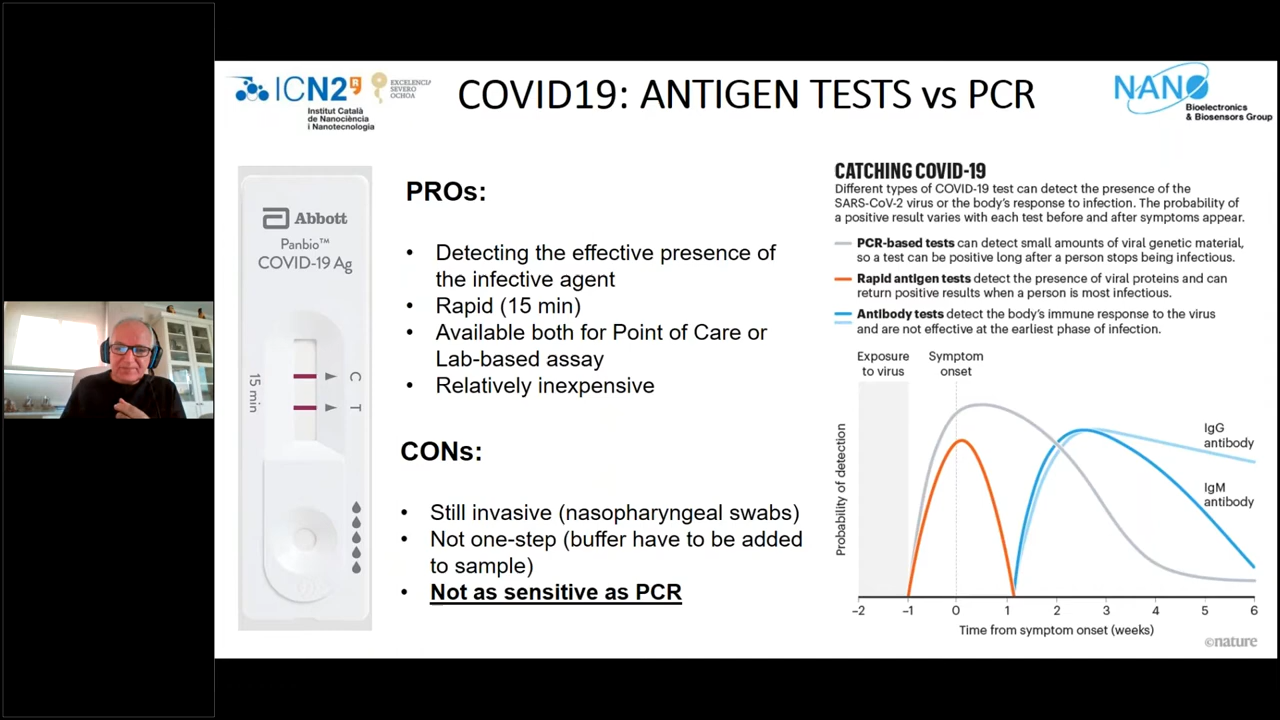 ICN2
Institut Català
de Nanociència
i Nanotecnologia
EXCELENCIA
SEVERO
OCHOA
COVID19: ANTIGEN TESTS vs PCR
NANO
Bioelectronics
& Biosensors Group
Abbott
Panbio™
COVID-19 Ag
15 min
C
T
PROs:
• Detecting the effective presence of
the infective agent
• Rapid (15 min)
• Available both for Point of Care or
Lab-based assay
• Relatively inexpensive
CONs:
• Still invasive (nasopharyngeal swabs)
• Not one-step (buffer have to be added
to sample)
• Not as sensitive as PCR
CATCHING COVID-19
Different types of COVID-19 test can detect the presence of the
SARS-CoV-2 virus or the body's response to infection. The probability of
a positive result varies with each test before and after symptoms appear.
PCR-based tests can detect small amounts of viral genetic material,
so a test can be positive long after a person stops being infectious.
Rapid antigen tests detect the presence of viral proteins and can
return positive results when a person is most infectious.
Antibody tests detect the body's immune response to the virus
and are not effective at the earliest phase of infection.
Exposure
to virus
Symptom
onset
Probability of detection
IgG
antibody
IgM
antibody
−2 −1 0 1 2 3 4 5 6
Time from symptom onset (weeks)
©nature